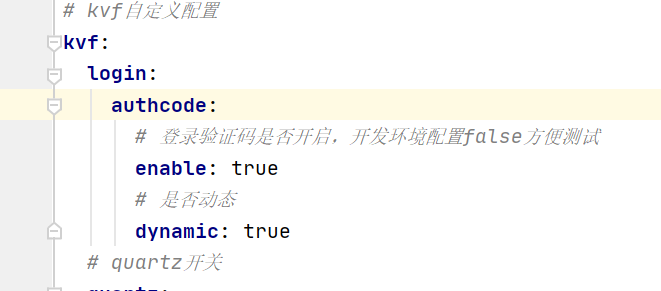 # kvf自定义配置
kvf:
login:
authcode:
# 登录验证码是否开启，开发环境配置false方便测试
enable: true
# 是否动态
dynamic: true
# quartz开关
quartz: